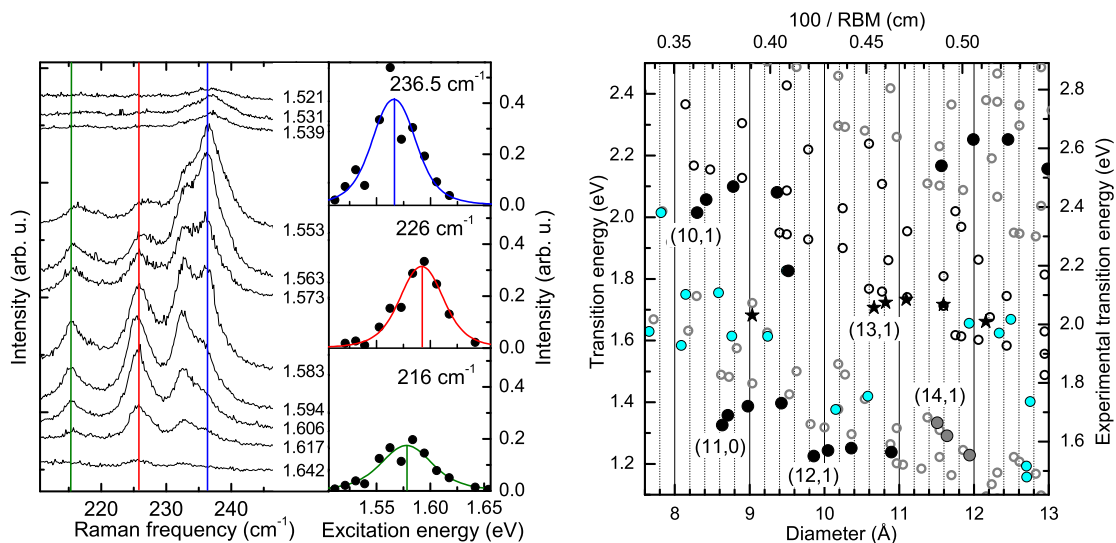 1.521
1.531
1.539
1.553
1.563
1.573
1.583
1.594
1.606
1.617
1.642
Intensity (arb. u.)
220 230 240
Raman frequency (cm-1)
236.5 cm-1
0.4
0.2
0.0
226 cm-1
0.4
0.2
0.0
216 cm-1
0.4
0.2
0.0
Intensity (arb. u.)
1.55 1.60 1.65
Excitation energy (eV)
100 / RBM (cm)
0.35 0.40 0.45 0.50
2.4
2.2
2.0
1.8
1.6
1.4
1.2
Transition energy (eV)
(10,1)
(13,1)
(14,1)
(11,0)
(12,1)
2.8
2.6
2.4
2.2
2.0
1.8
1.6
Experimental transition energy (eV)
8 9 10 11 12 13
Diameter (Å)